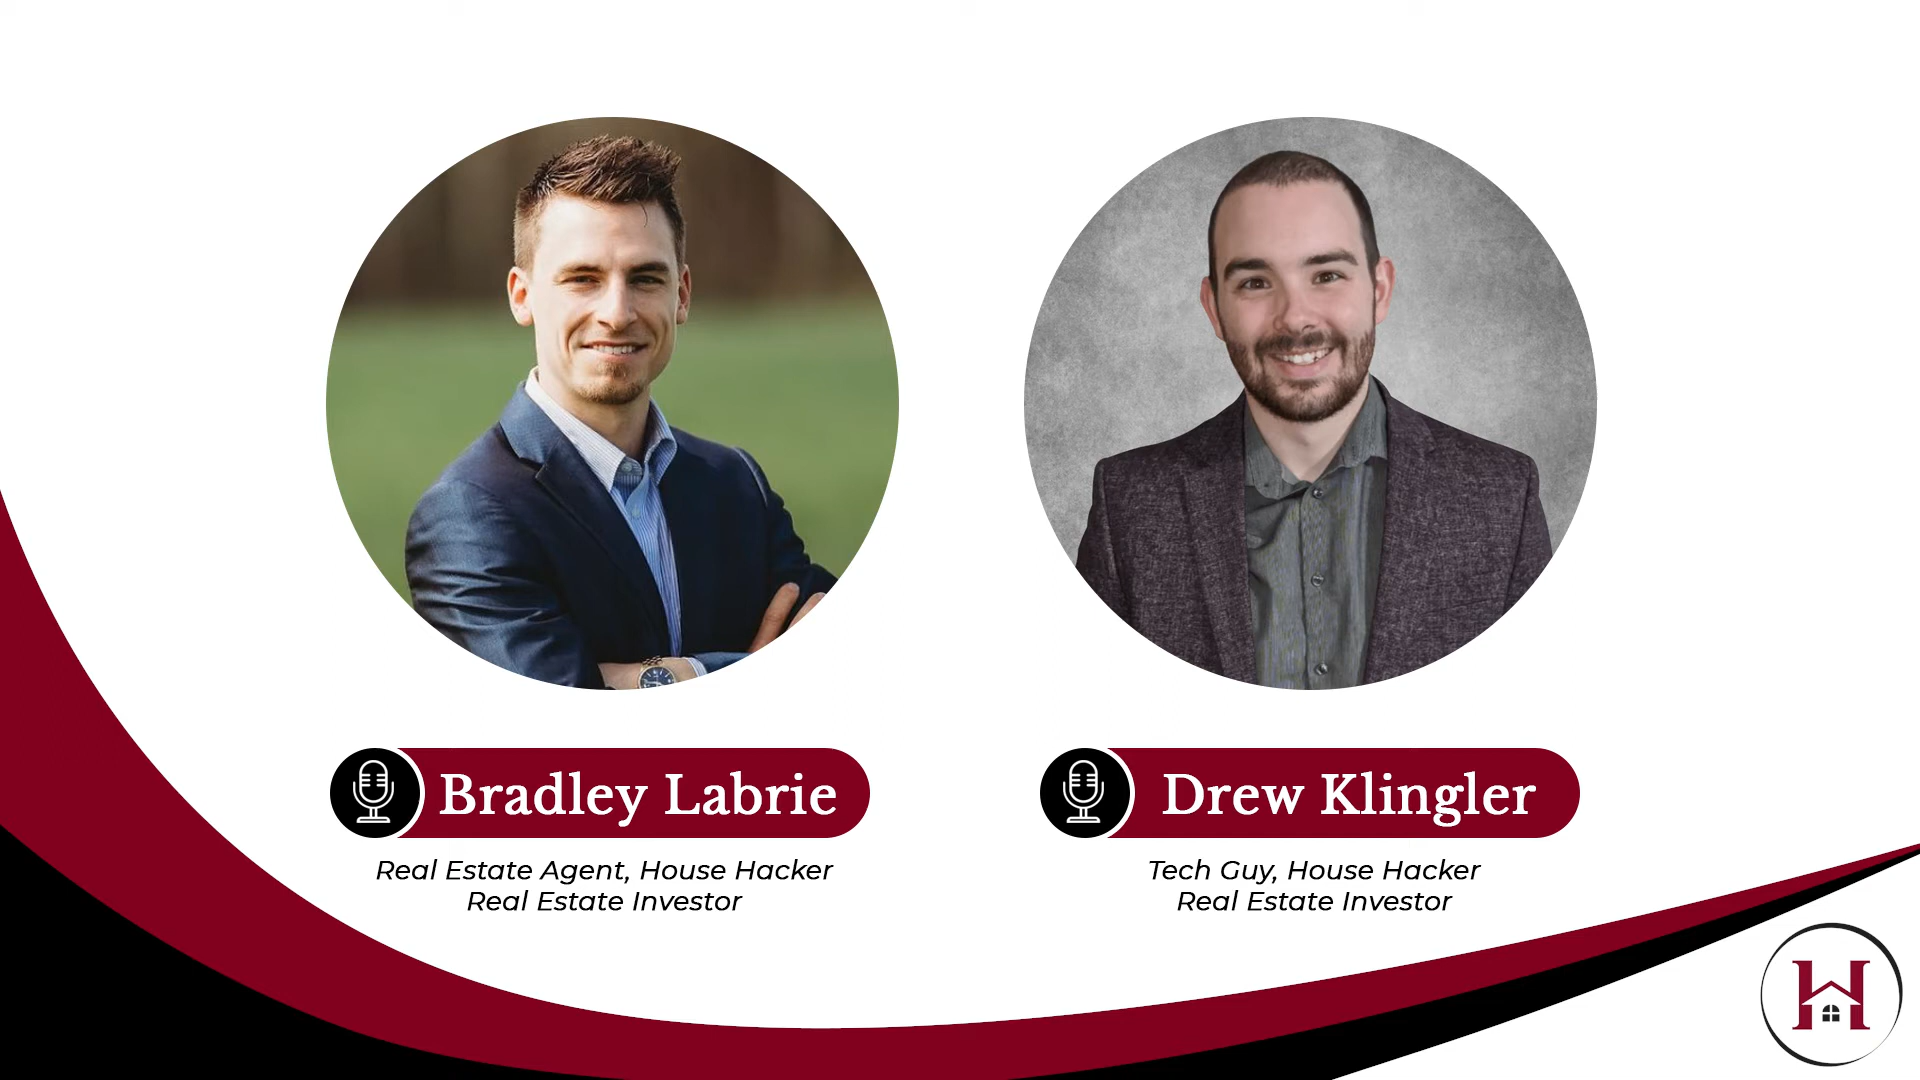 Bradley Labrie
Real Estate Agent, House Hacker
Real Estate Investor
Drew Klingler
Tech Guy, House Hacker
Real Estate Investor
H